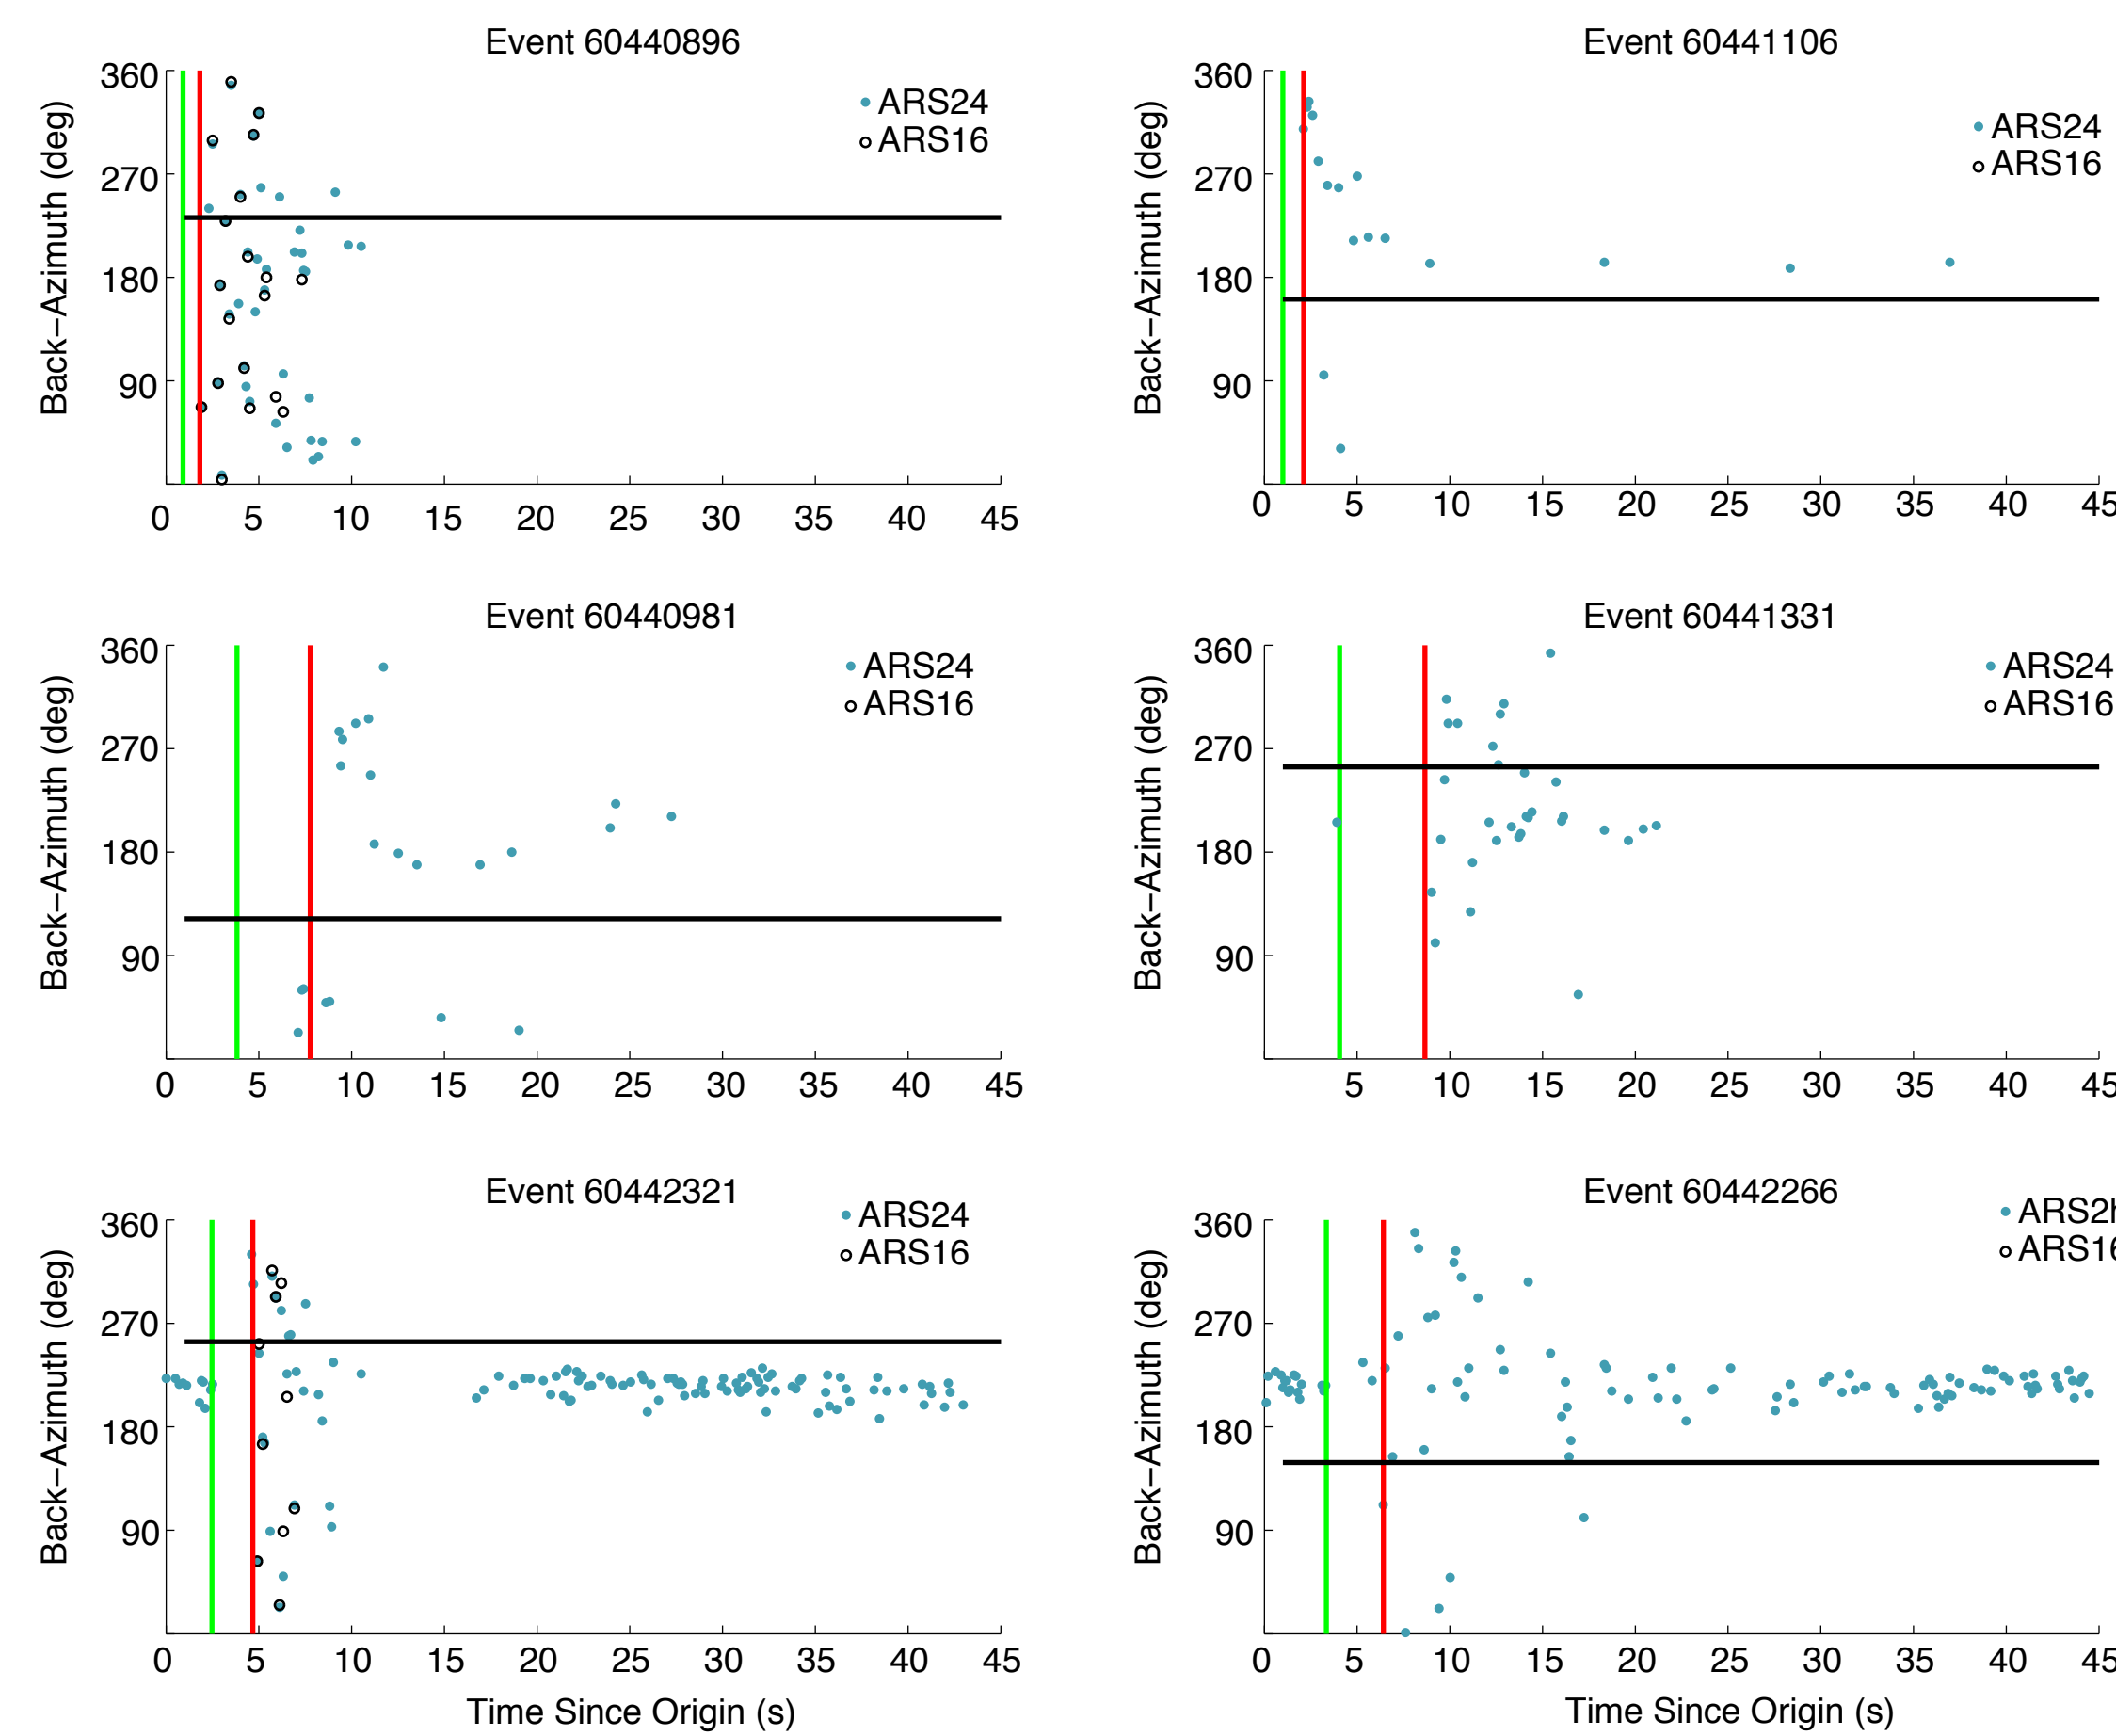 Event 60440896
Back−Azimuth (deg)
360
270
180
90
ARS24
ARS16
0 5 10 15 20 25 30 35 40 45
Event 60441106
Back−Azimuth (deg)
360
270
180
90
ARS24
ARS16
0 5 10 15 20 25 30 35 40 45
Event 60440981
Back−Azimuth (deg)
360
270
180
90
ARS24
ARS16
0 5 10 15 20 25 30 35 40 45
Event 60441331
Back−Azimuth (deg)
360
270
180
90
ARS24
ARS16
5 10 15 20 25 30 35 40 45
Event 60442321
Back−Azimuth (deg)
360
270
180
90
ARS24
ARS16
0 5 10 15 20 25 30 35 40 45
Time Since Origin (s)
Event 60442266
Back−Azimuth (deg)
360
270
180
90
ARS2
ARS16
0 5 10 15 20 25 30 35 40 45
Time Since Origin (s)